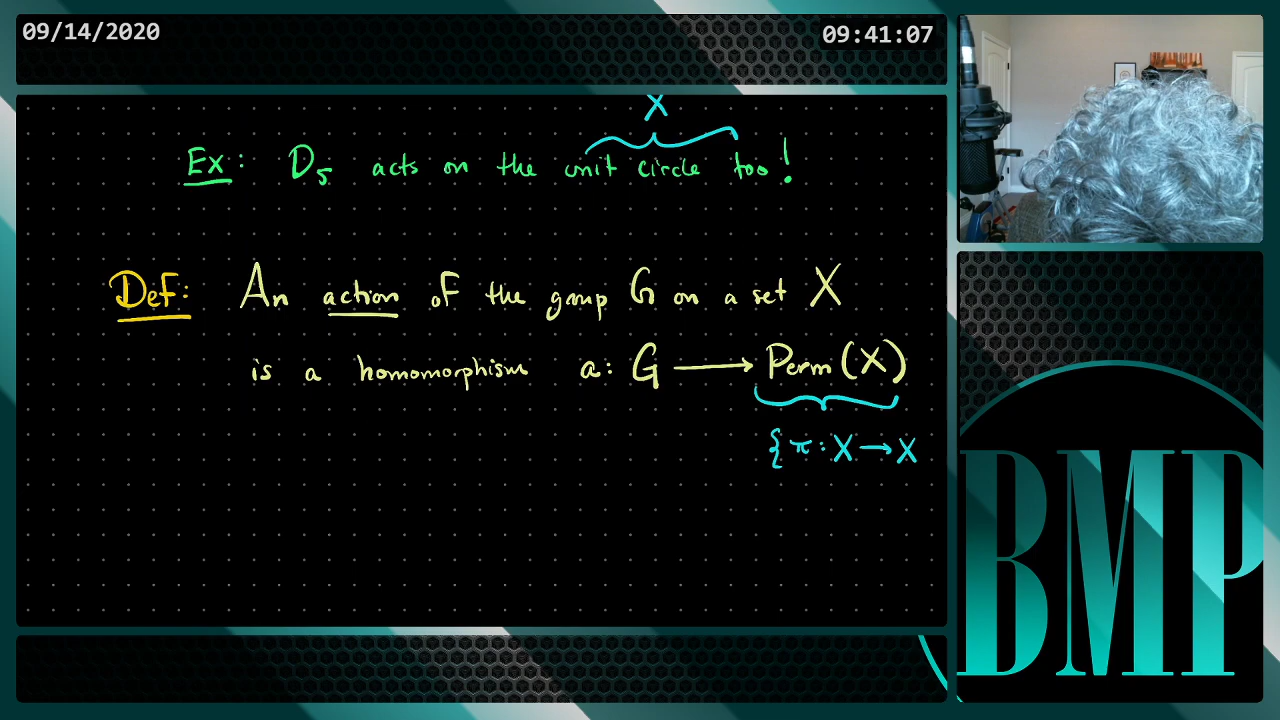 09/14/2020
09:41:07
X
Ex: D5 acts on the unit circle too!
Def: An action of the group G on a set X
is a homomorphism a: G ⟶ Perm(X)
{π: X → X
BMP